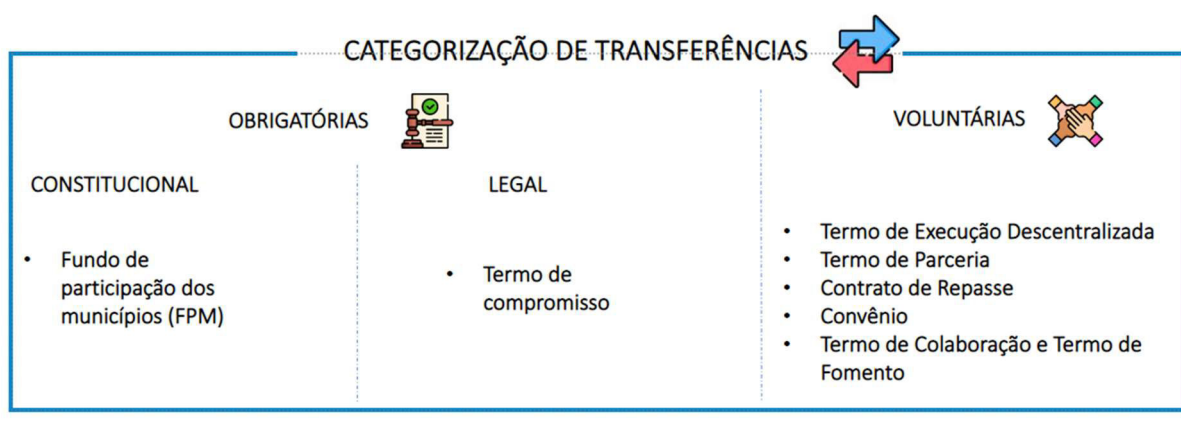 CATEGORIZAÇÃO DE TRANSFERÊNCIAS
OBRIGATÓRIAS
VOLUNTÁRIAS
CONSTITUCIONAL
LEGAL
• Fundo de
participação dos
municípios (FPM)
• Termo de
compromisso
• Termo de Execução Descentralizada
• Termo de Parceria
• Contrato de Repasse
• Convênio
• Termo de Colaboração e Termo de
Fomento